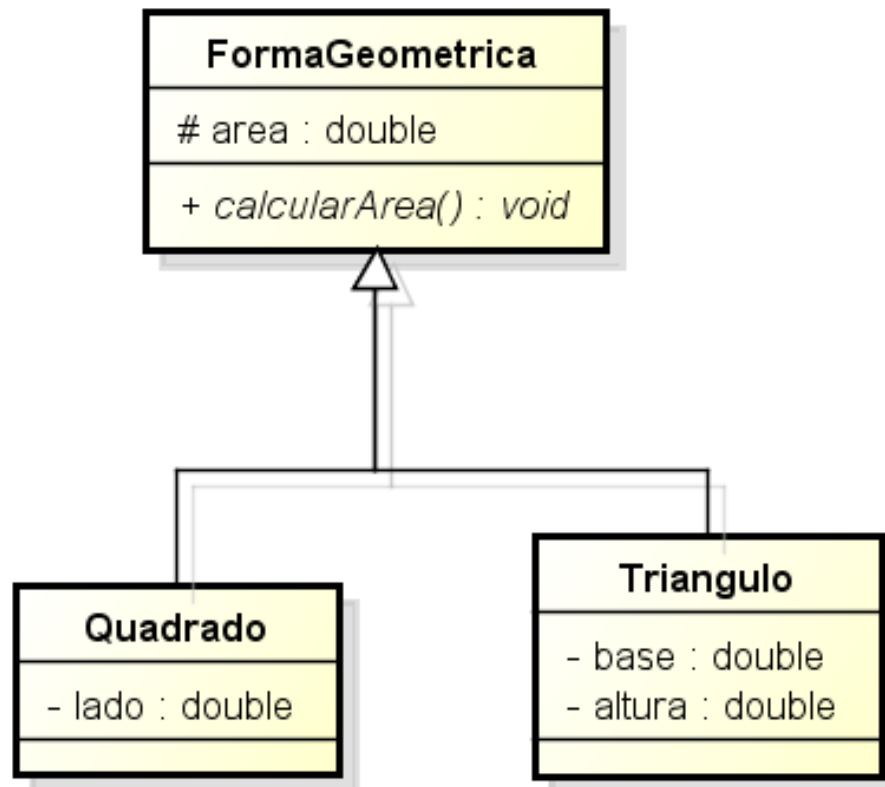 FormaGeometrica
# area : double
+ calcularArea() : void
Quadrado
- lado : double
Triangulo
- base : double
- altura : double